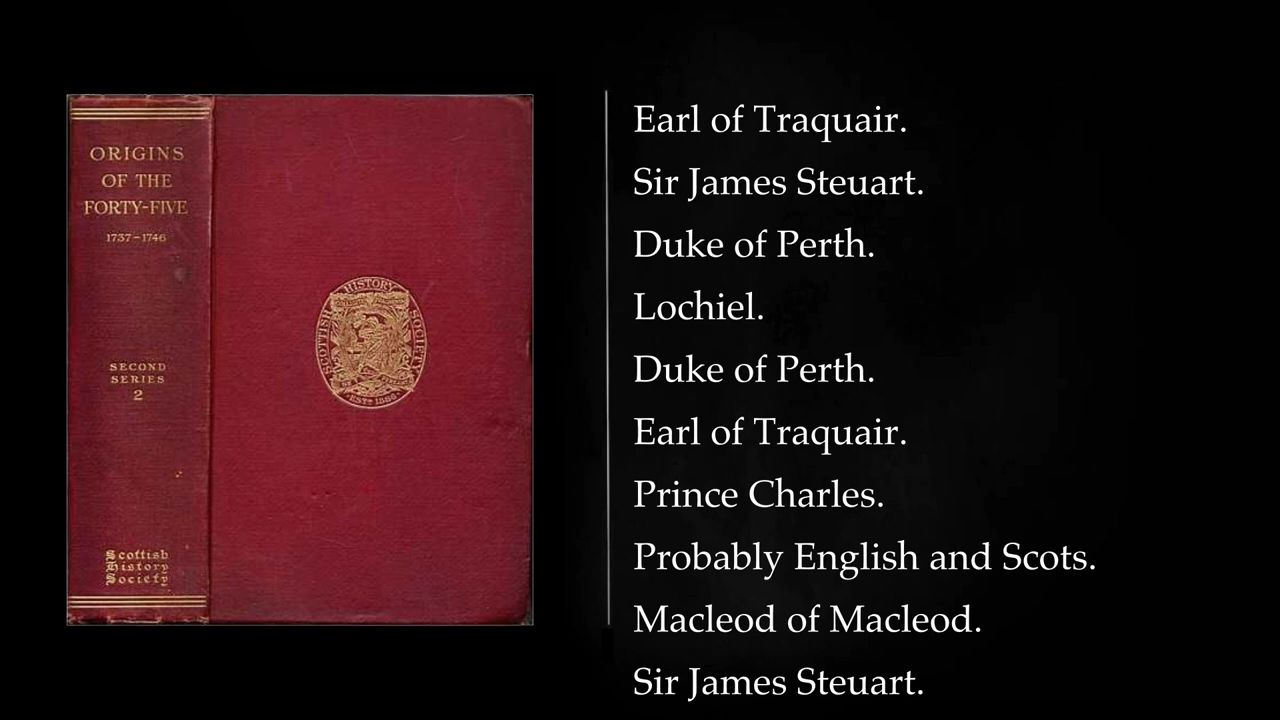 ORIGINS
OF THE
FORTY-FIVE
1737-1746
SECOND
SERIES
2
Scottish
History
Society
SCOTTISH HISTORY SOCIETY
·ESTD 1886·
Earl of Traquair.
Sir James Steuart.
Duke of Perth.
Lochiel.
Duke of Perth.
Earl of Traquair.
Prince Charles.
Probably English and Scots.
Macleod of Macleod.
Sir James Steuart.